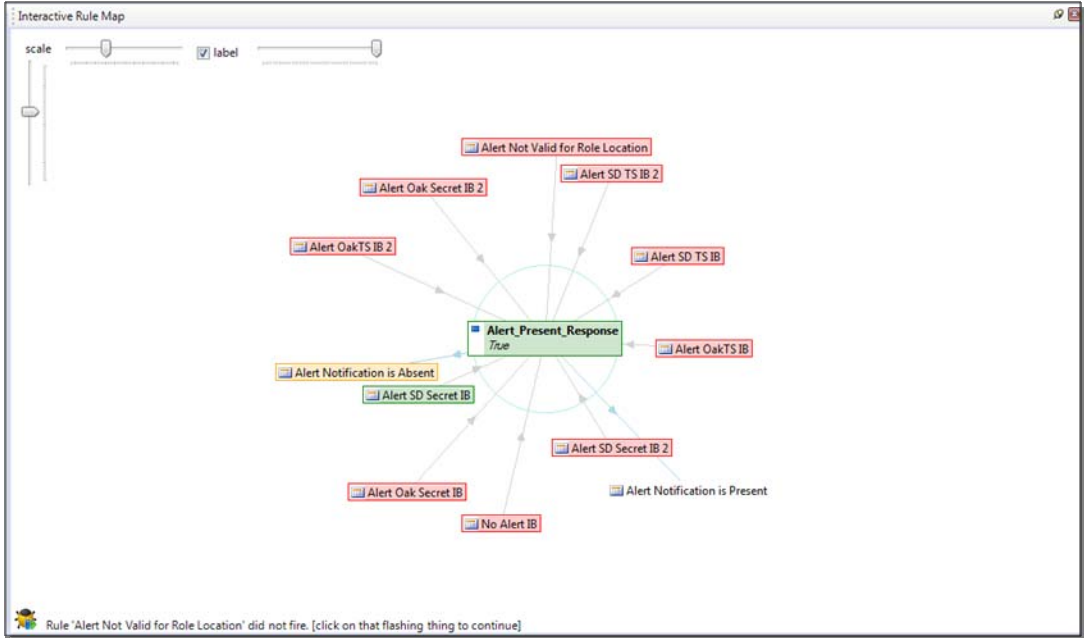 Interactive Rule Map
scale
label
Alert Not Valid for Role Location
Alert SD TS IB 2
Alert Oak Secret IB 2
Alert OakTS IB 2
Alert SD TS IB
Alert_Present_Response
True
Alert OakTS IB
Alert Notification is Absent
Alert SD Secret IB
Alert SD Secret IB 2
Alert Oak Secret IB
Alert Notification is Present
No Alert IB
Rule 'Alert Not Valid for Role Location' did not fire. [click on that flashing thing to continue]